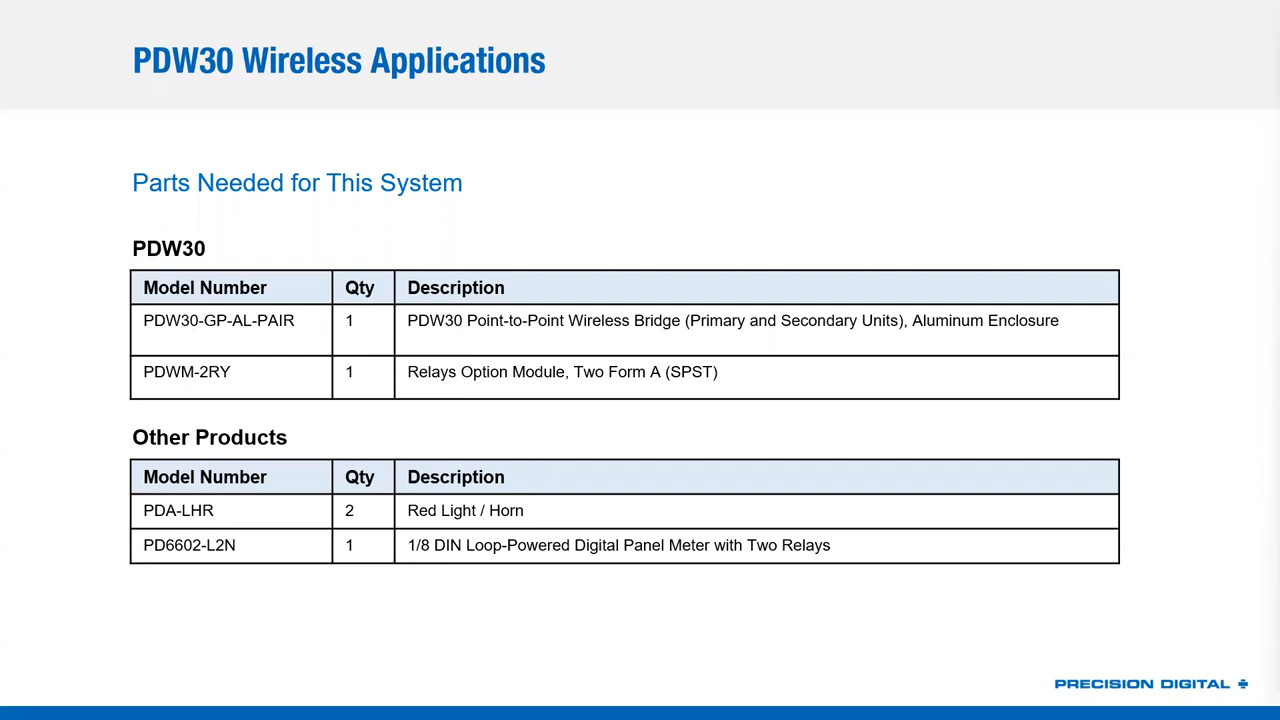 PDW30 Wireless Applications
Parts Needed for This System
PDW30
Model Number Qty Description
PDW30-GP-AL-PAIR 1 PDW30 Point-to-Point Wireless Bridge (Primary and Secondary Units), Aluminum Enclosure
PDWM-2RY 1 Relays Option Module, Two Form A (SPST)
Other Products
Model Number Qty Description
PDA-LHR 2 Red Light / Horn
PD6602-L2N 1 1/8 DIN Loop-Powered Digital Panel Meter with Two Relays
PRECISION DIGITAL